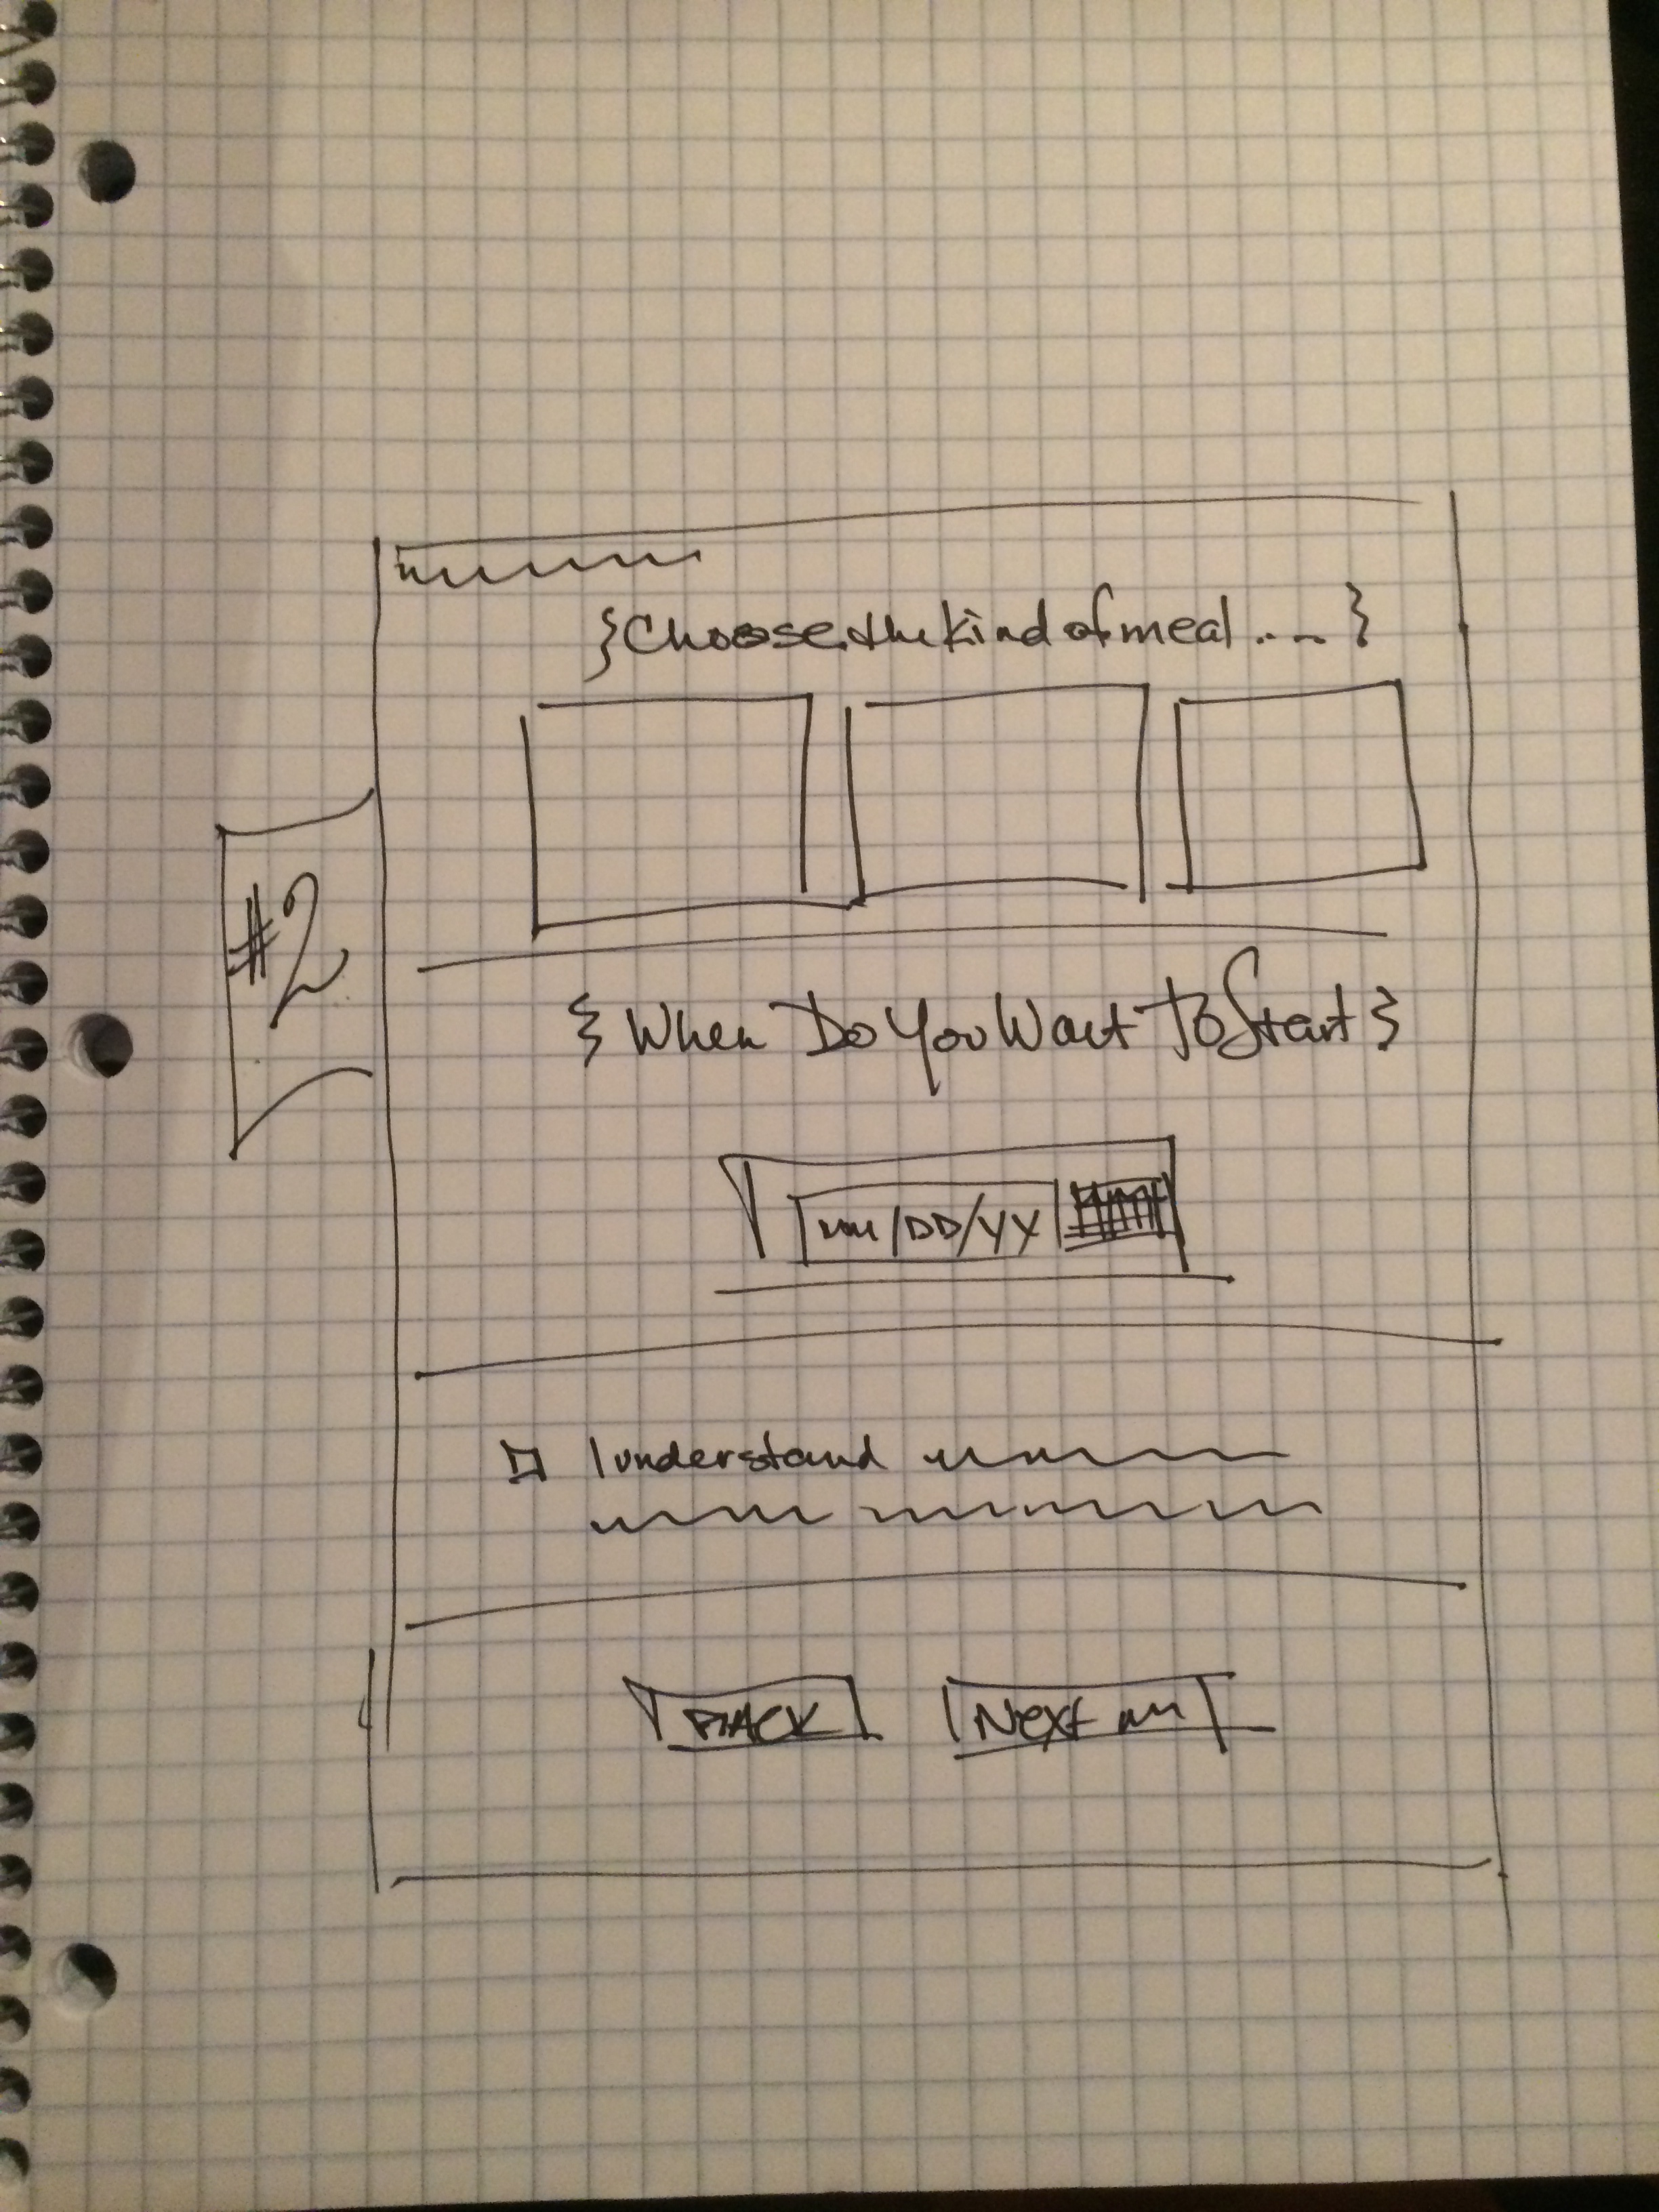 {Choose the kind of meal .... }
#2
{ When Do You Want To Start }
mm/DD/YY
I understand
BACK
Next